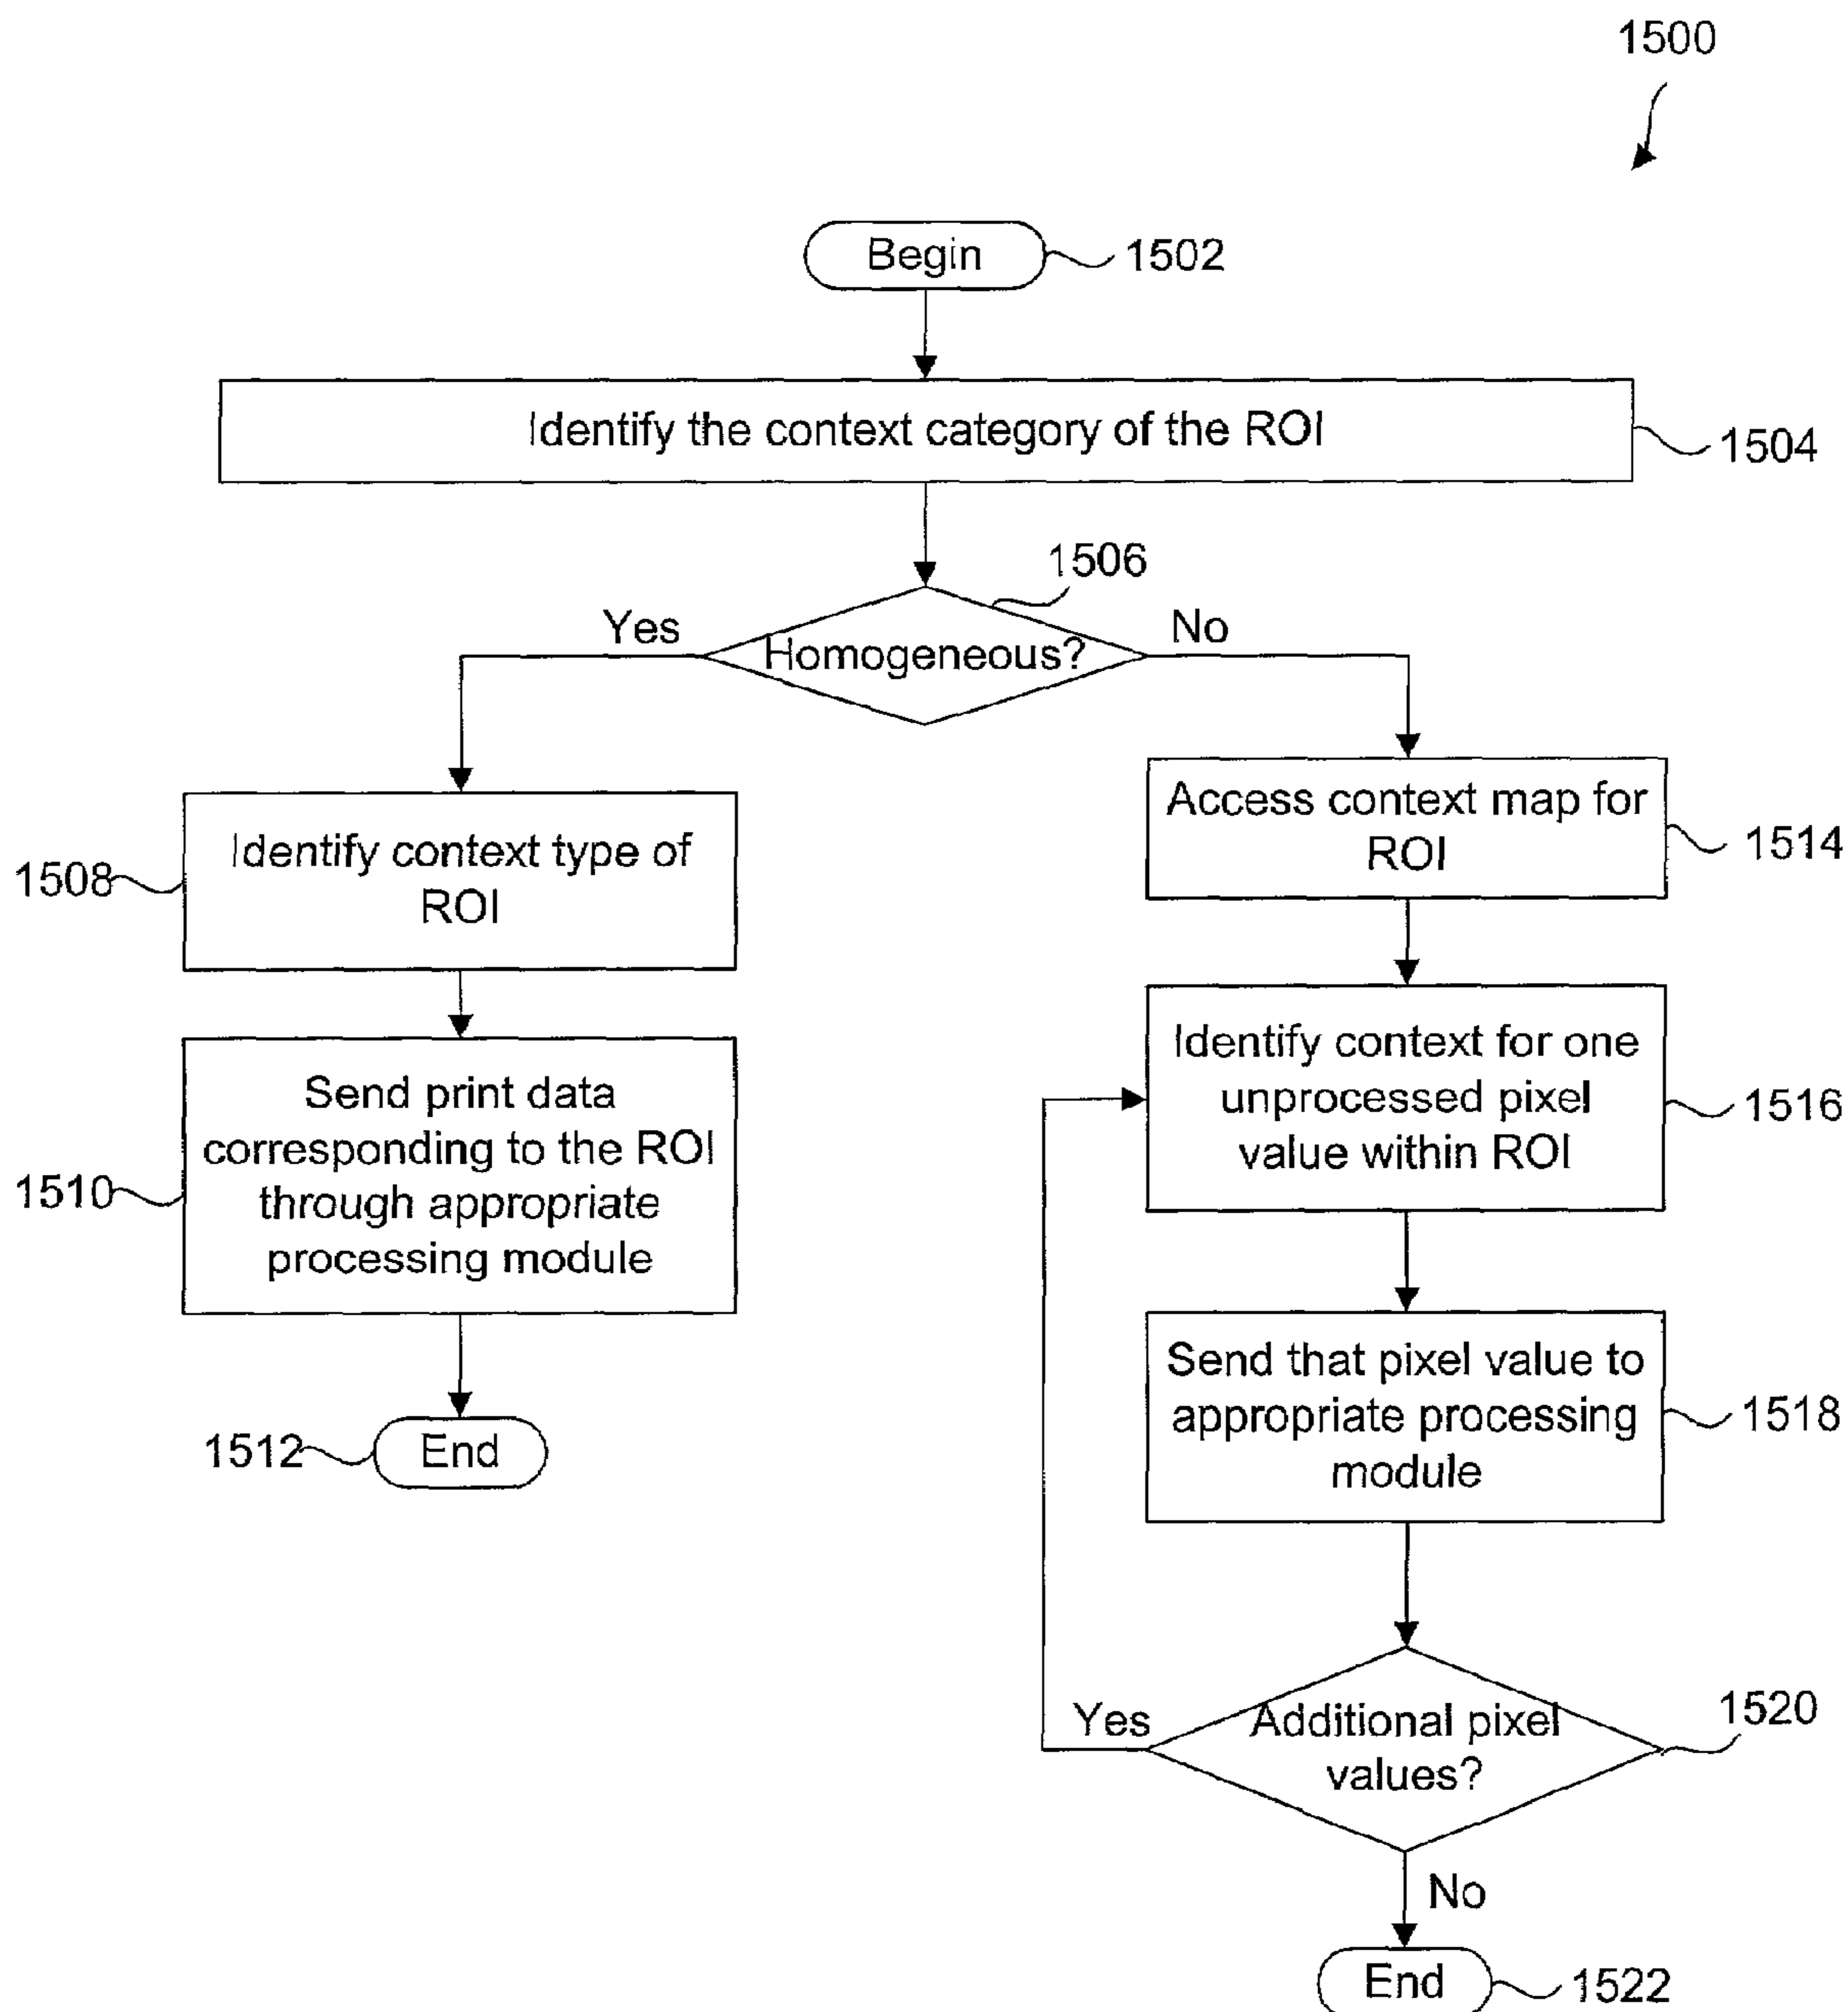 1500
Begin
1502
Identify the context category of the ROI
1504
1506
Yes
Homogeneous?
No
Identify context type of
ROI
1508
Send print data
corresponding to the ROI
through appropriate
processing module
1510
1512
End
Access context map for
ROI
1514
Identify context for one
unprocessed pixel
value within ROI
1516
Send that pixel value to
appropriate processing
module
1518
Yes
Additional pixel
values?
1520
No
End
1522